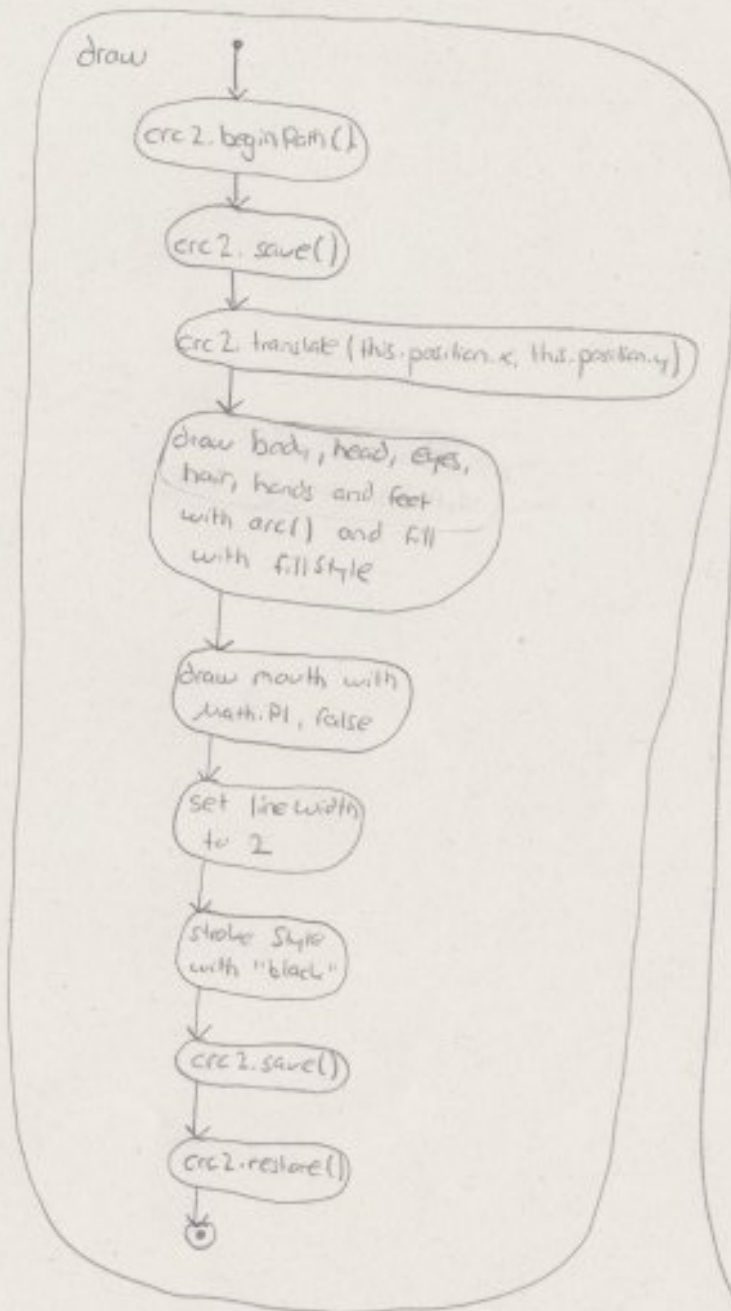 draw
crc2.beginPath()
crc2.save()
crc2.translate(this.position.x, this.position.y)
draw body, head, eyes,
hair, hands and feet
with arc() and fill
with fillStyle
draw mouth with
Math.PI, false
set linewidth
to 2
stroke Style
with "black"
crc2.save()
crc2.restore()